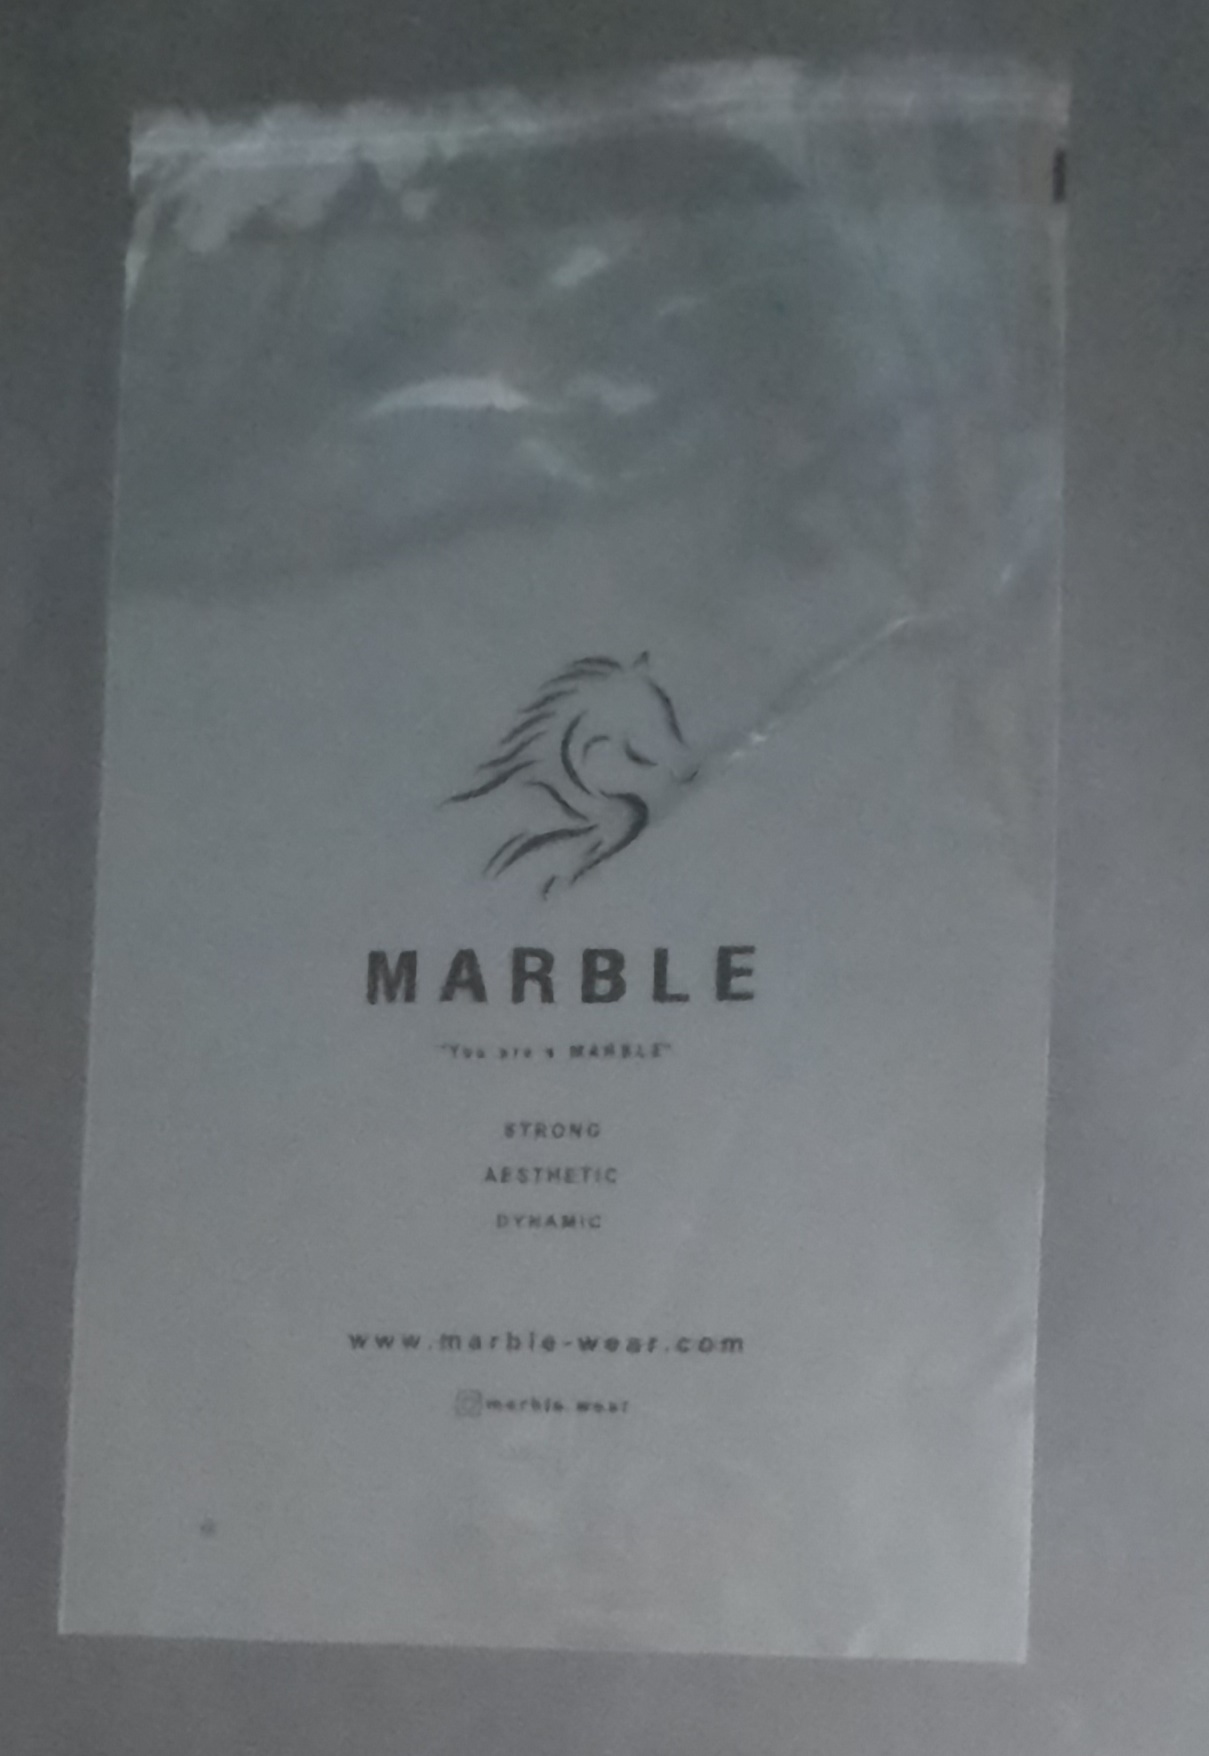 MARBLE
"You are a MARBLE"
STRONG
AESTHETIC
DYNAMIC
www.marble-wear.com
marble.wear